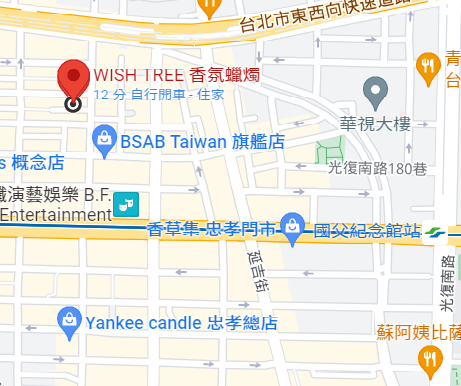 台北市東西向快速道路
WISH TREE 香氛蠟燭
12 分 自行開車 - 住家
青
台
華視大樓
BSAB Taiwan 旗艦店
s 概念店
光復南路180巷
演藝娛樂 B.F.
Entertainment
香草集 忠孝門市
國父紀念館站
延吉街
光復南路
Yankee candle 忠孝總店
蘇阿姨比薩